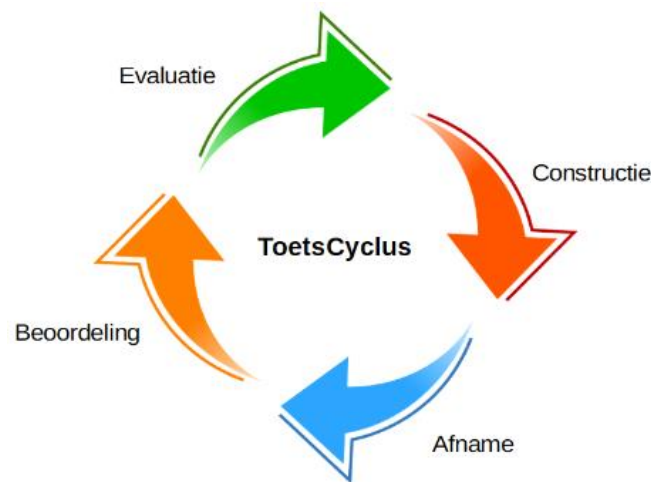 Evaluatie
Constructie
ToetsCyclus
Beoordeling
Afname